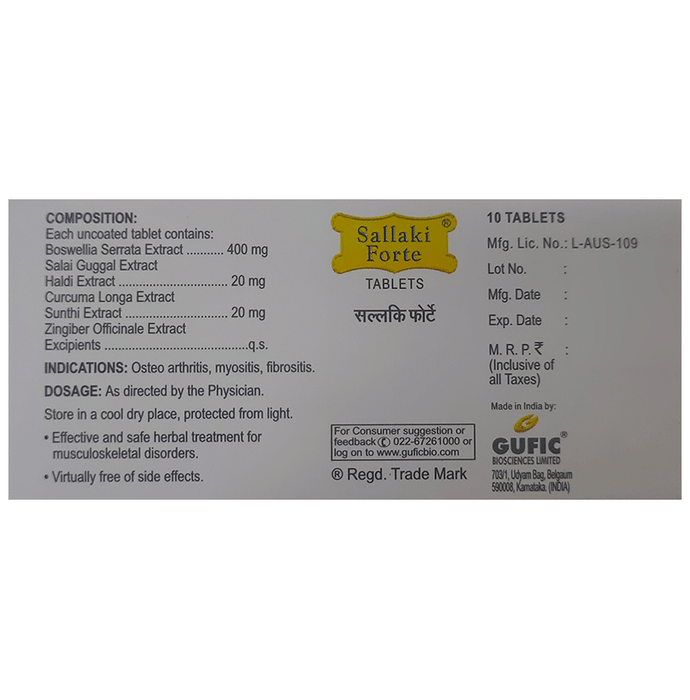 COMPOSITION:
Each uncoated tablet contains:
Boswellia Serrata Extract ........... 400 mg
Salai Guggal Extract
Haldi Extract ................................ 20 mg
Curcuma Longa Extract
Sunthi Extract .............................. 20 mg
Zingiber Officinale Extract
Excipients ........................................q.s.
INDICATIONS: Osteo arthritis, myositis, fibrositis.
DOSAGE: As directed by the Physician.
Store in a cool dry place, protected from light.
• Effective and safe herbal treatment for
musculoskeletal disorders.
• Virtually free of side effects.
Sallaki ®
Forte
TABLETS
सल्लकि फोर्टे
For Consumer suggestion or
feedback ✆ 022-67261000 or
log on to www.guficbio.com
® Regd. Trade Mark
10 TABLETS
Mfg. Lic. No.: L-AUS-109
Lot No. :
Mfg. Date :
Exp. Date :
M. R. P. ₹ :
(Inclusive of
all Taxes)
Made in India by:
GUFIC®
BIOSCIENCES LIMITED
703/1, Udyam Bag, Belgaum
590008, Karnataka. (INDIA)